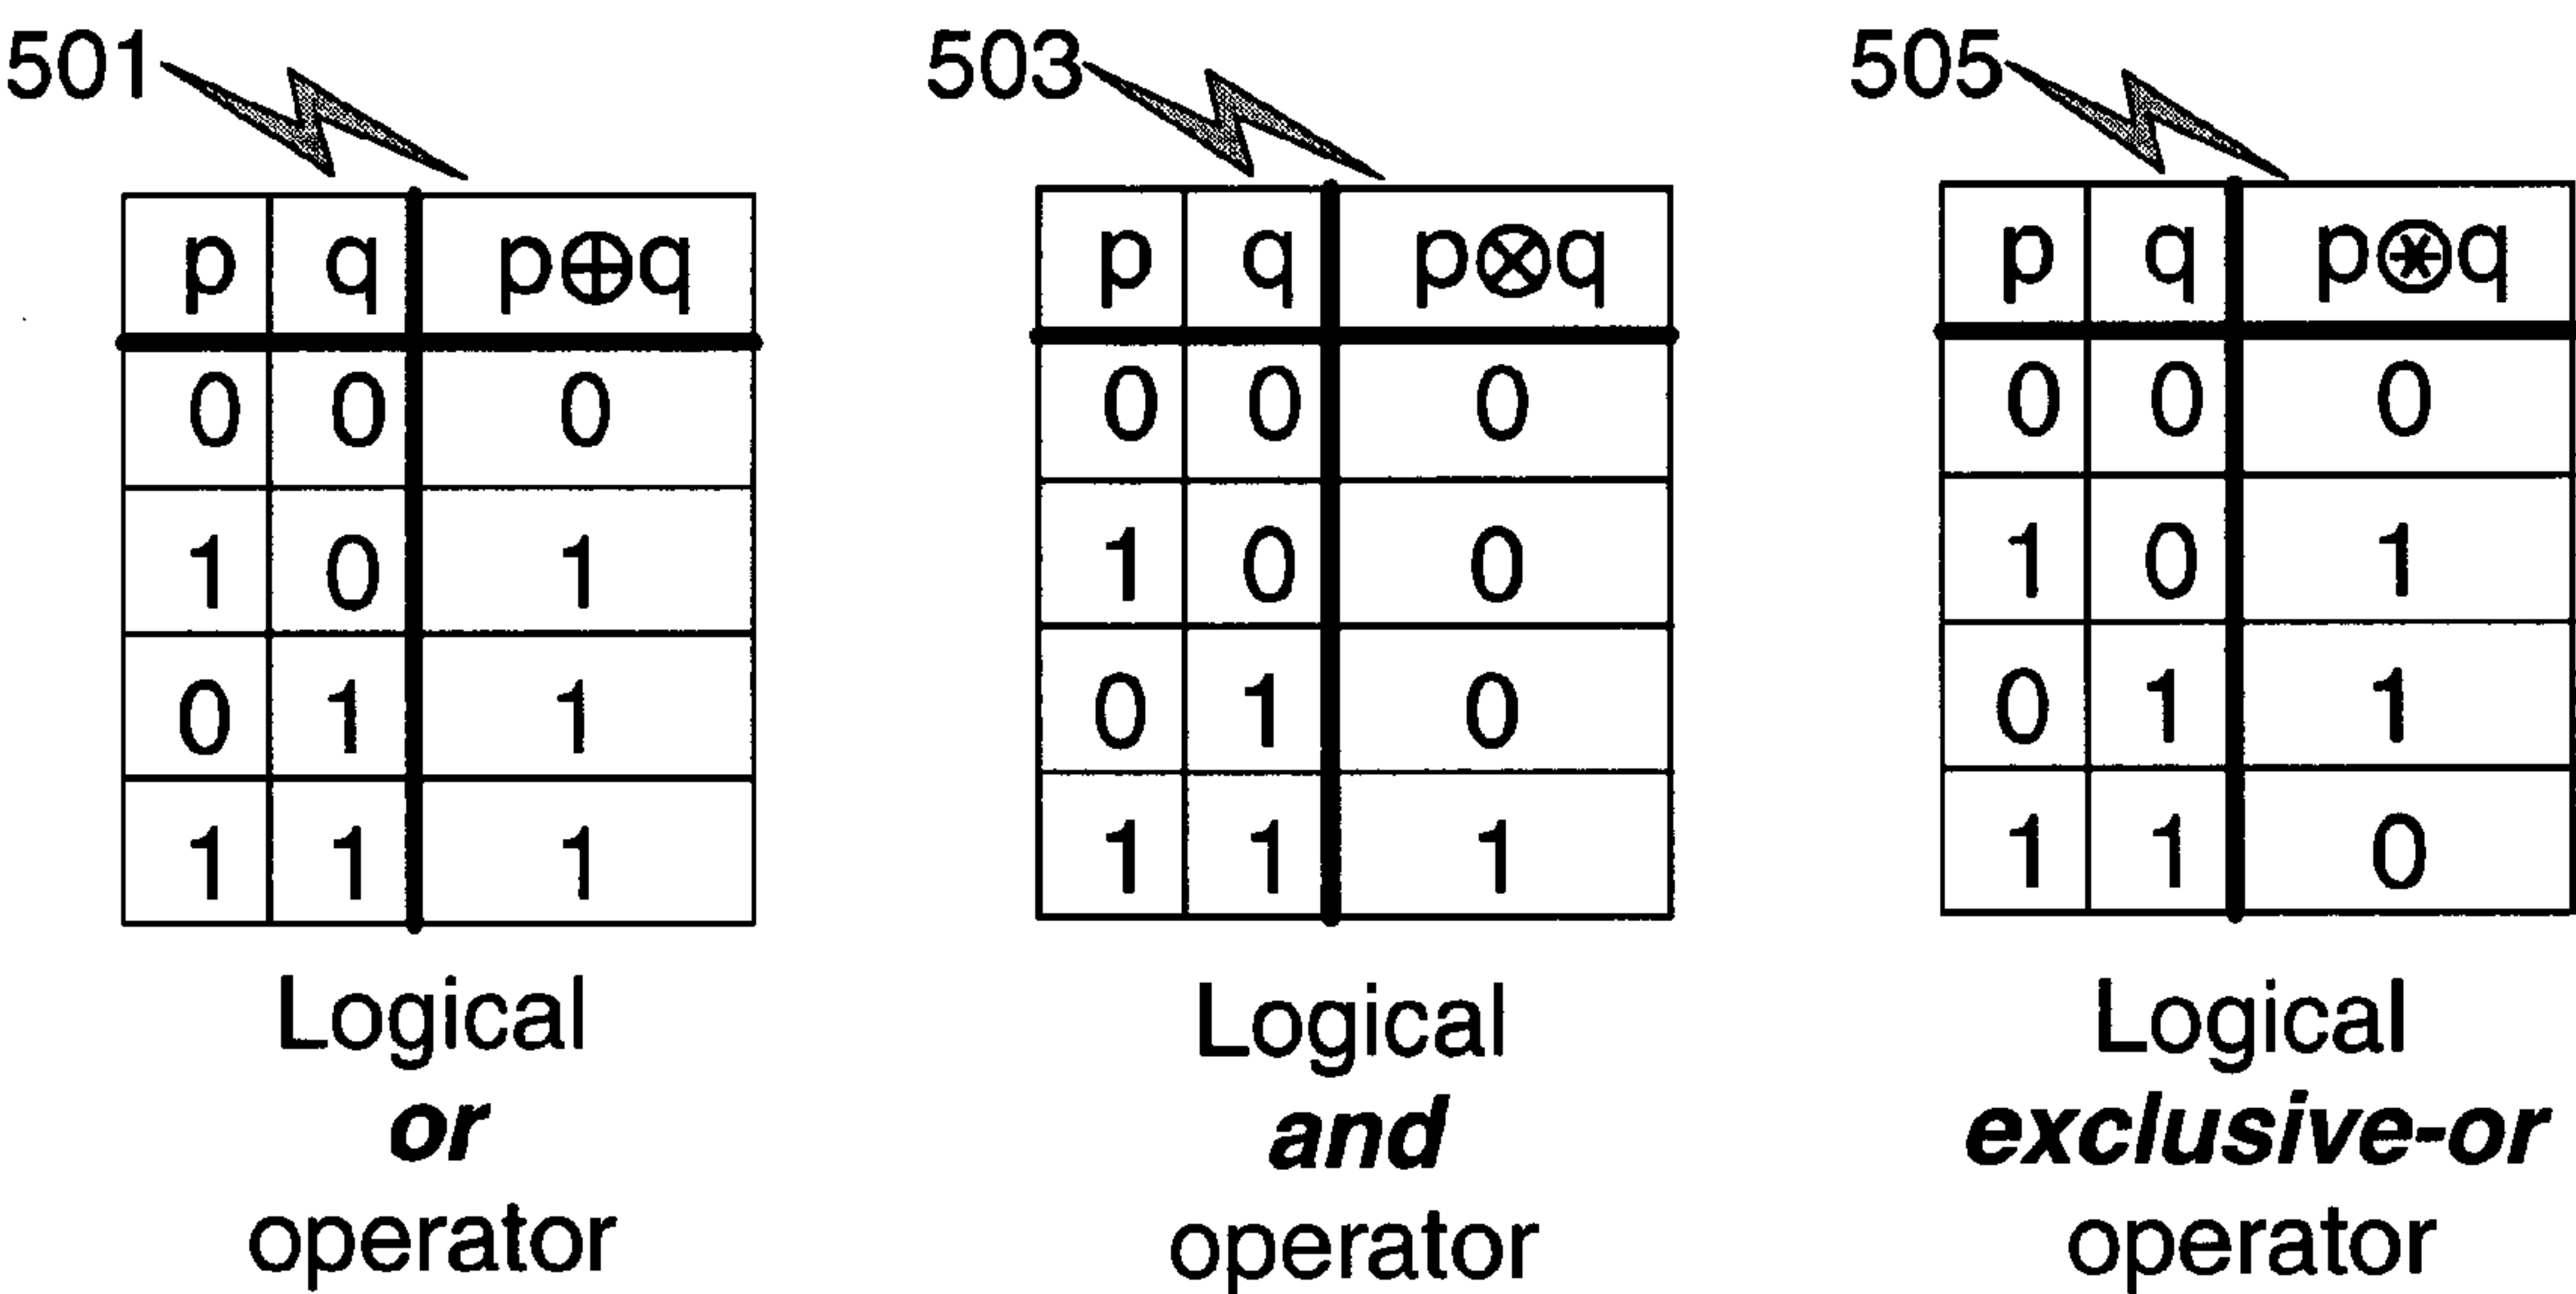 501
p q p⊕q
0 0 0
1 0 1
0 1 1
1 1 1
Logical
or
operator
503
p q p⊗q
0 0 0
1 0 0
0 1 0
1 1 1
Logical
and
operator
505
p q p⊛q
0 0 0
1 0 1
0 1 1
1 1 0
Logical
exclusive-or
operator